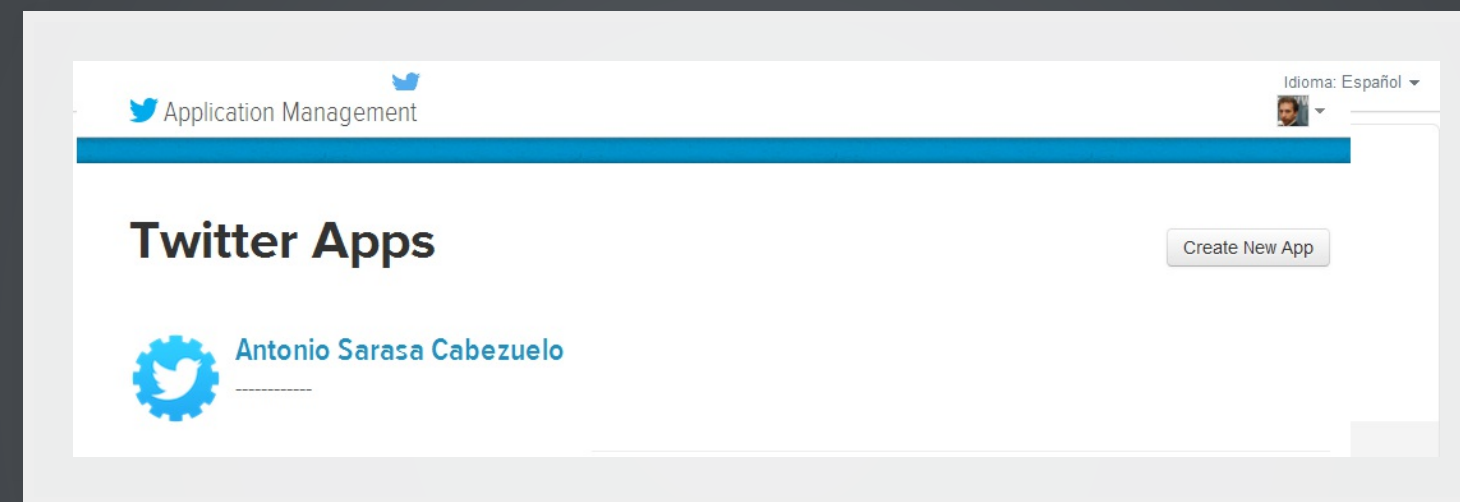 Idioma: Español
Application Management
Twitter Apps
Create New App
Antonio Sarasa Cabezuelo
------------